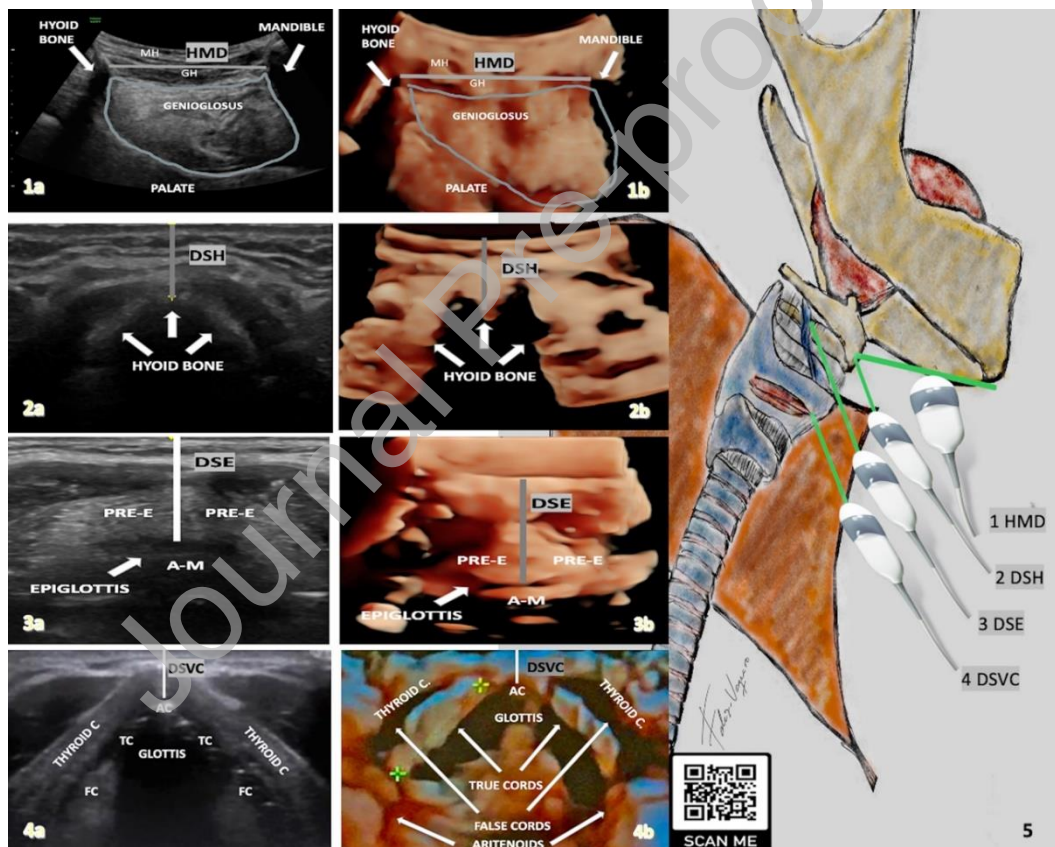 HYOID
BONE
MANDIBLE
MH
HMD
GH
GENIOGLOSUS
PALATE
1a
HYOID
BONE
MANDIBLE
MH
HMD
GH
GENIOGLOSUS
PALATE
1b
DSH
HYOID BONE
2a
DSH
HYOID BONE
2b
DSE
PRE-E
PRE-E
A-M
EPIGLOTTIS
3a
DSE
PRE-E
PRE-E
A-M
EPIGLOTTIS
3b
DSVC
AC
THYROID C
THYROID C
TC
TC
GLOTTIS
FC
FC
4a
DSVC
AC
THYROID C.
THYROID C.
GLOTTIS
TRUE CORDS
FALSE CORDS
ARITENOIDS
4b
1 HMD
2 DSH
3 DSE
4 DSVC
SCAN ME
5
Journal Pre-proo